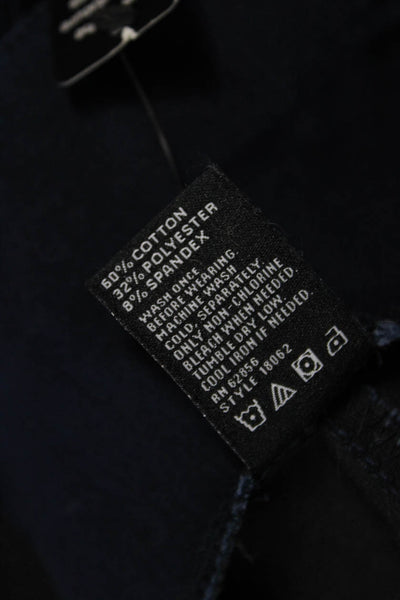 60% COTTON
32% POLYESTER
8% SPANDEX
WASH ONCE
BEFORE WEARING
MACHINE WASH
COLD, SEPARATE
ONLY NON-CHLORINE
BLEACH WHEN NEEDED.
TUMBLE DRY LOW.
COOL IRON IF NEEDED.
RN 62856
STYLE 18062